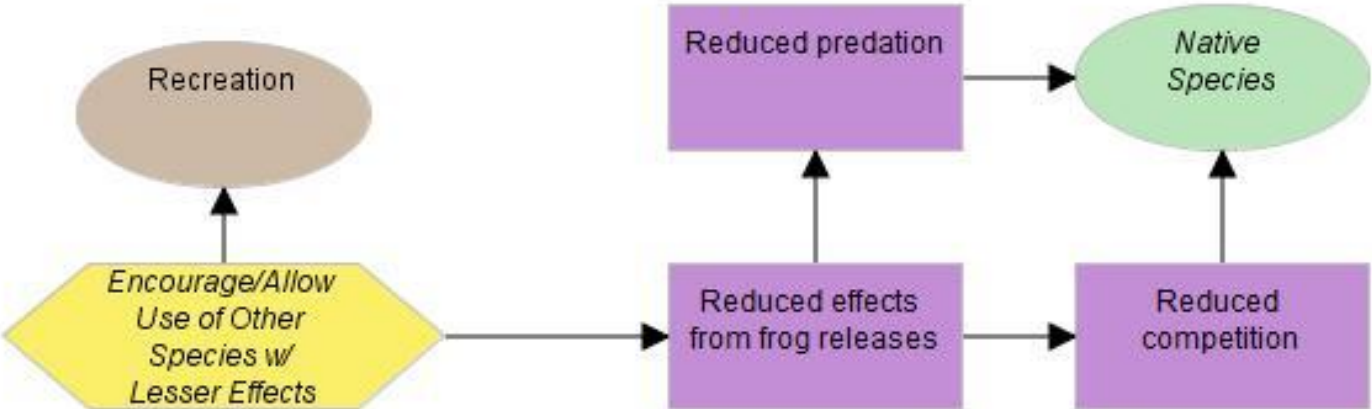 Recreation
Encourage/Allow
Use of Other
Species w/
Lesser Effects
Reduced predation
Reduced effects
from frog releases
Native
Species
Reduced
competition